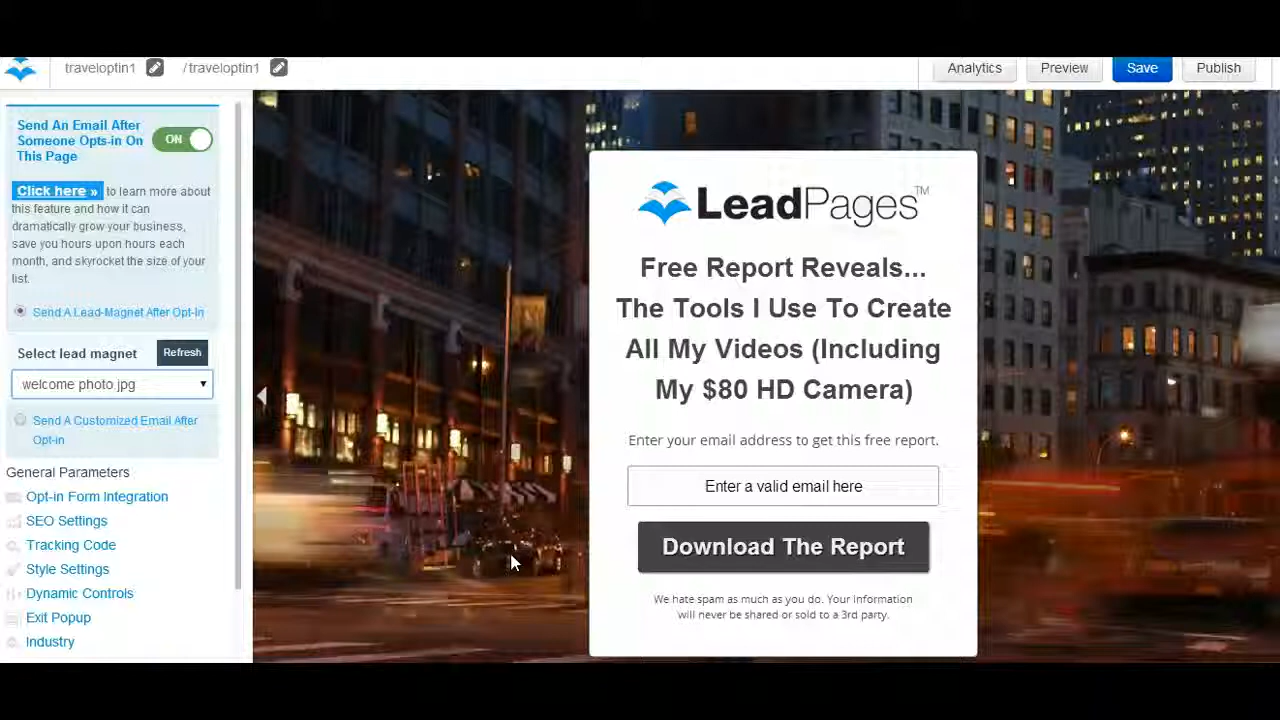 traveloptin1 /traveloptin1 Analytics Preview Save Publish
Send An Email After
Someone Opts-in On
This Page
ON
Click here » to learn more about
this feature and how it can
dramatically grow your business,
save you hours upon hours each
month, and skyrocket the size of your
list.
Send A Lead-Magnet After Opt-In
Select lead magnet Refresh
welcome photo.jpg
Send A Customized Email After
Opt-in
General Parameters
Opt-in Form Integration
SEO Settings
Tracking Code
Style Settings
Dynamic Controls
Exit Popup
Industry
LeadPages™
Free Report Reveals...
The Tools I Use To Create
All My Videos (Including
My $80 HD Camera)
Enter your email address to get this free report.
Enter a valid email here
Download The Report
We hate spam as much as you do. Your information
will never be shared or sold to a 3rd party.